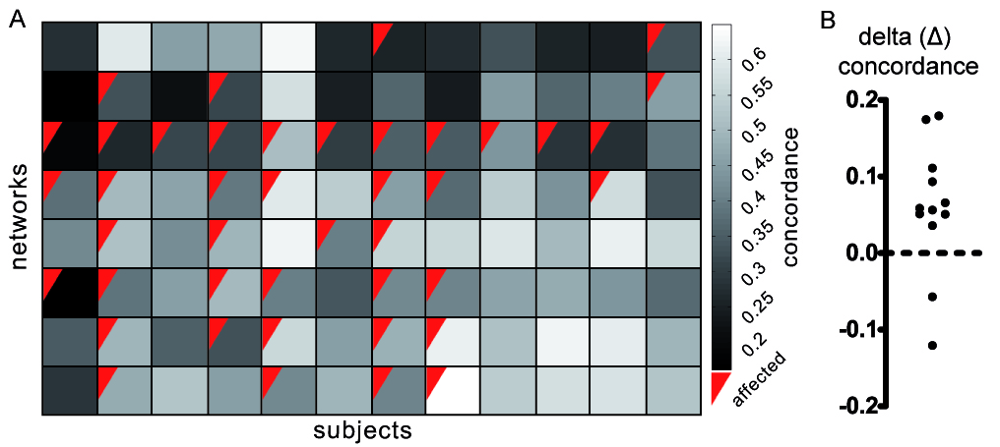 A
networks
subjects
0.6
0.55
0.5
0.45
0.4
0.35
0.3
0.25
0.2
concordance
affected
B
delta (Δ)
concordance
0.2
0.1
0.0
-0.1
-0.2